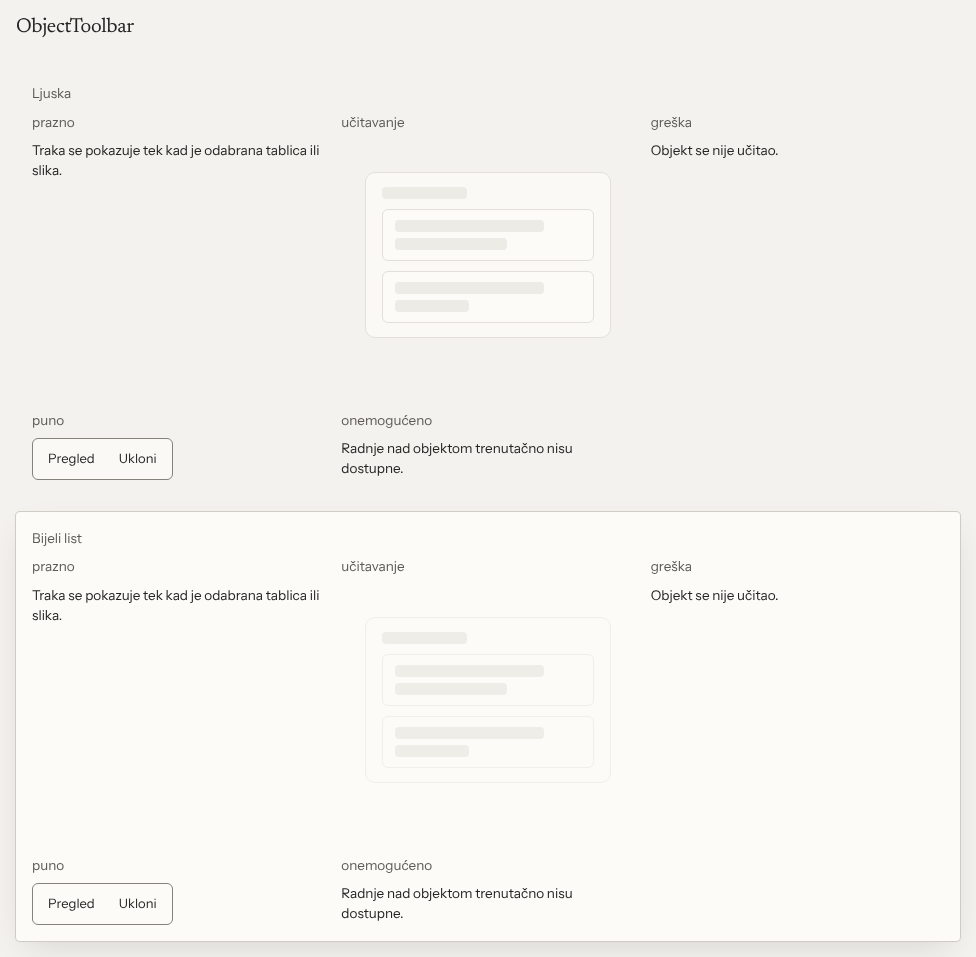 ObjectToolbar
Ljuska
prazno
Traka se pokazuje tek kad je odabrana tablica ili
slika.
učitavanje
greška
Objekt se nije učitao.
puno
Pregled
Ukloni
onemogućeno
Radnje nad objektom trenutačno nisu
dostupne.
Bijeli list
prazno
Traka se pokazuje tek kad je odabrana tablica ili
slika.
učitavanje
greška
Objekt se nije učitao.
puno
Pregled
Ukloni
onemogućeno
Radnje nad objektom trenutačno nisu
dostupne.